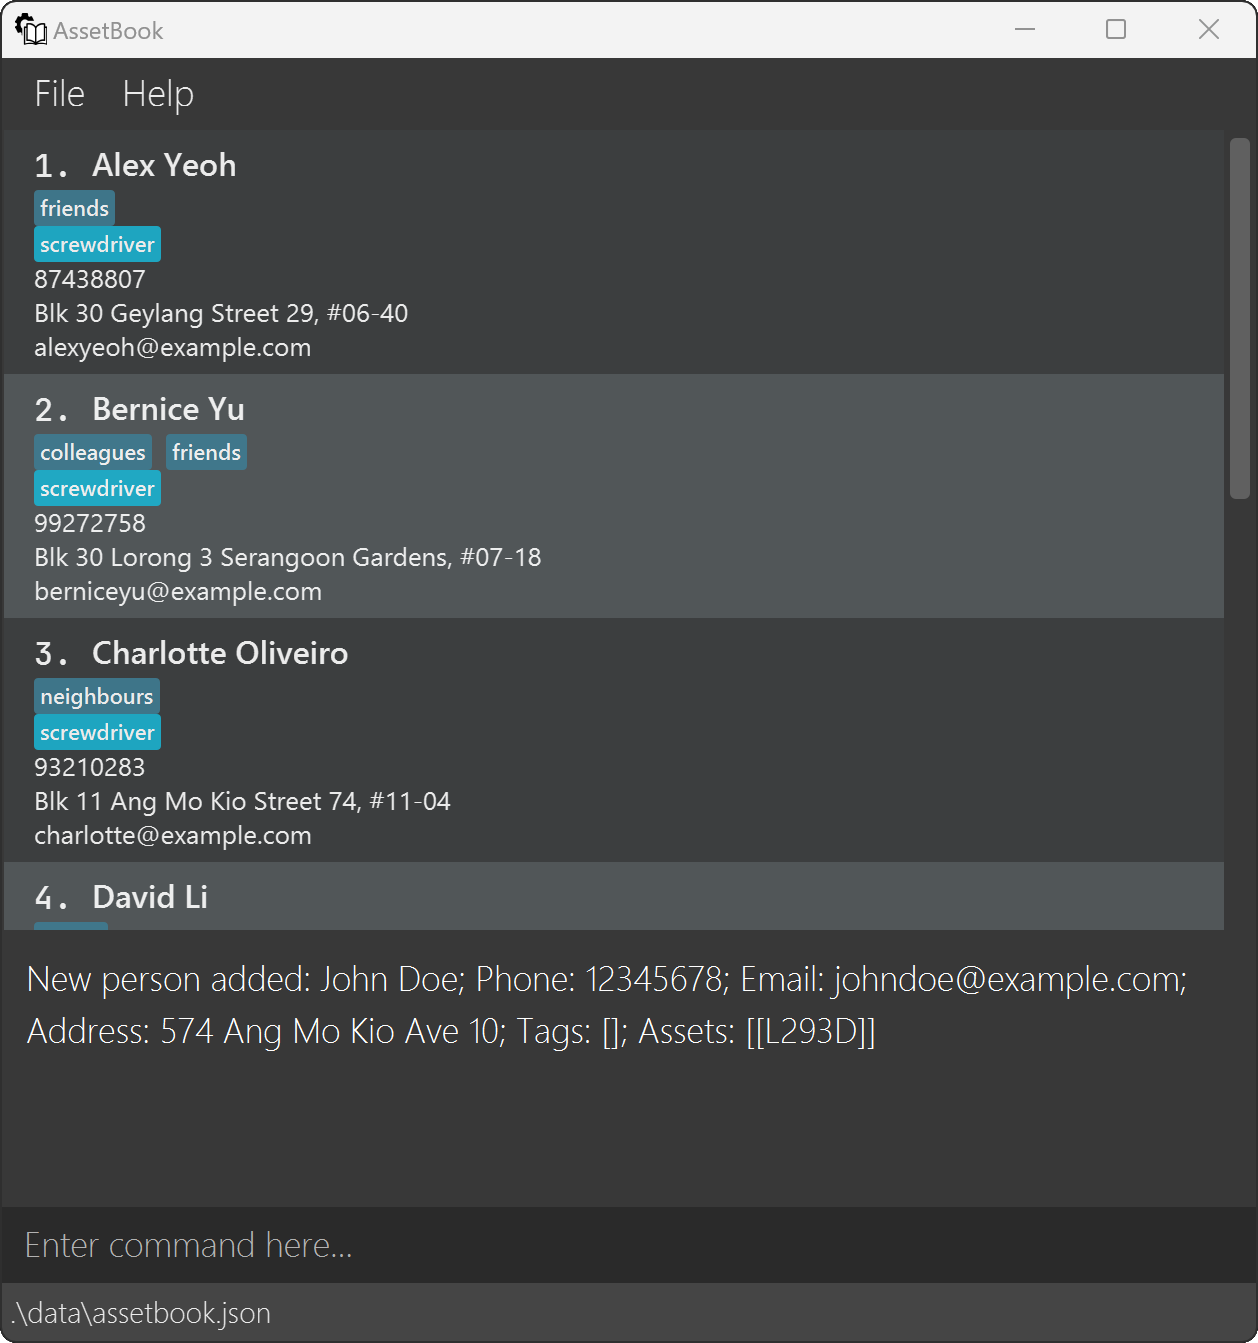 AssetBook
File Help
1. Alex Yeoh
friends
screwdriver
87438807
Blk 30 Geylang Street 29, #06-40
alexyeoh@example.com
2. Bernice Yu
colleagues friends
screwdriver
99272758
Blk 30 Lorong 3 Serangoon Gardens, #07-18
berniceyu@example.com
3. Charlotte Oliveiro
neighbours
screwdriver
93210283
Blk 11 Ang Mo Kio Street 74, #11-04
charlotte@example.com
4. David Li
New person added: John Doe; Phone: 12345678; Email: johndoe@example.com;
Address: 574 Ang Mo Kio Ave 10; Tags: []; Assets: [[L293D]]
Enter command here...
.\data\assetbook.json